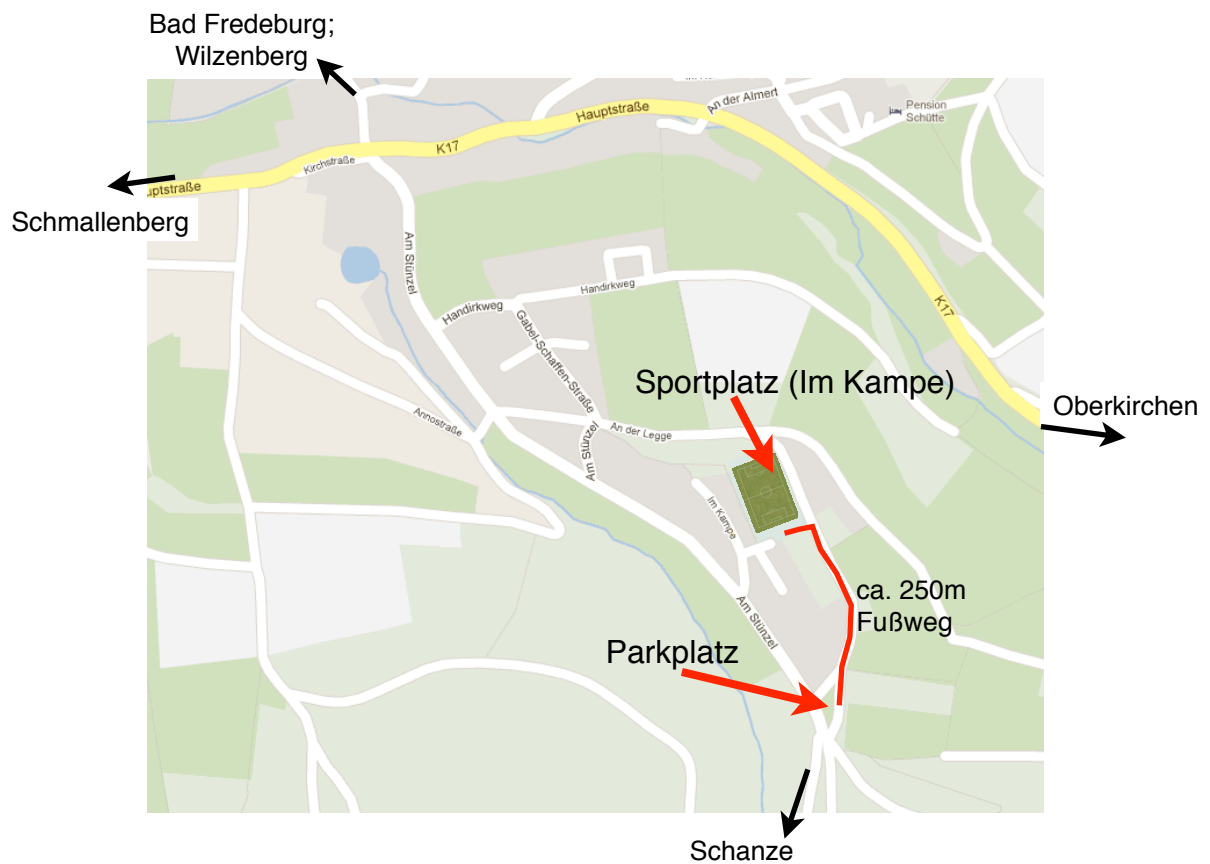 Bad Fredeburg;
Wilzenberg
An der Almert
Pension
Schütte
Hauptstraße
K17
Kirchstraße
uptstraße
Schmallenberg
Am Stünzel
Handirkweg
Handirkweg
K17
Gabel-Schaffen-Straße
Sportplatz (Im Kampe)
Oberkirchen
Annostraße
An der Legge
Am Stünzel
Im Kampe
ca. 250m
Fußweg
Am Stünzel
Parkplatz
Schanze